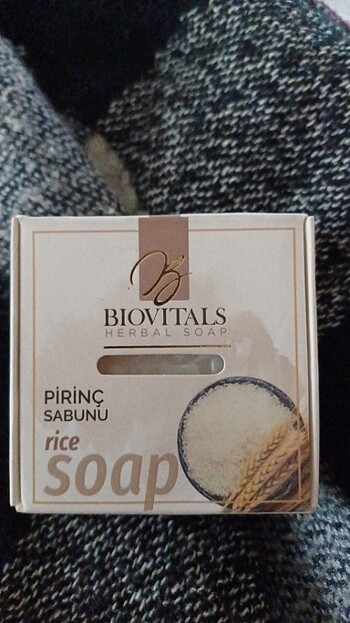 B
BIOVITALS
HERBAL SOAP
PİRİNÇ
SABUNU
rice
soap